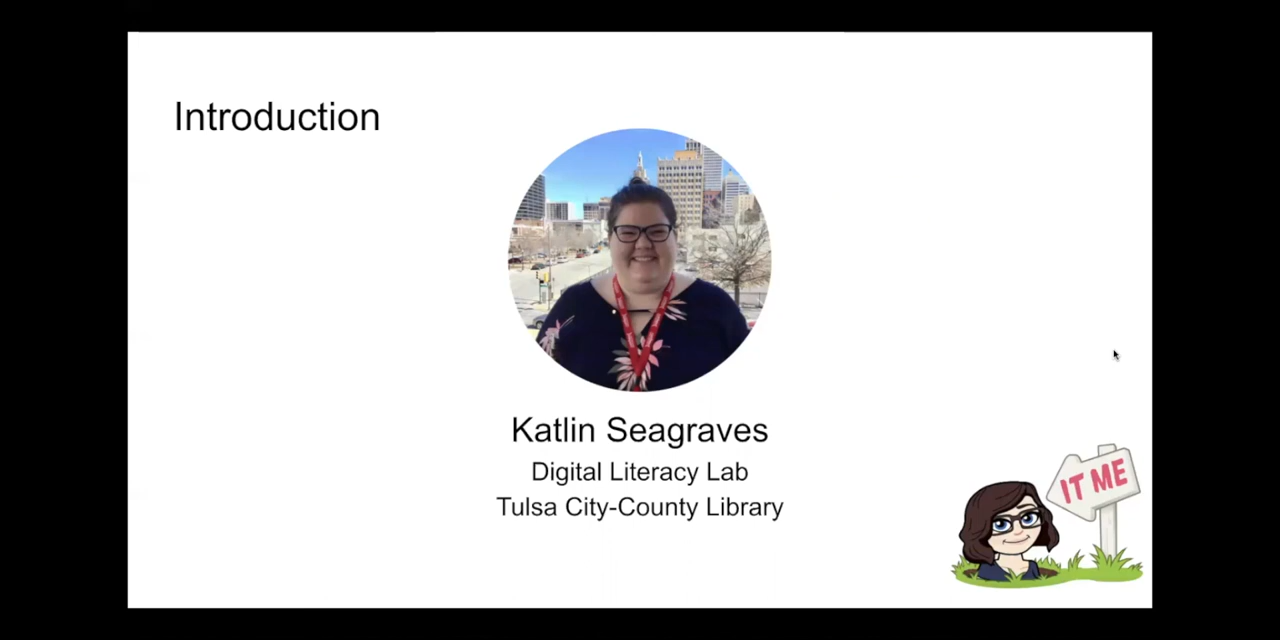 Introduction
Katlin Seagraves
Digital Literacy Lab
Tulsa City-County Library
IT ME